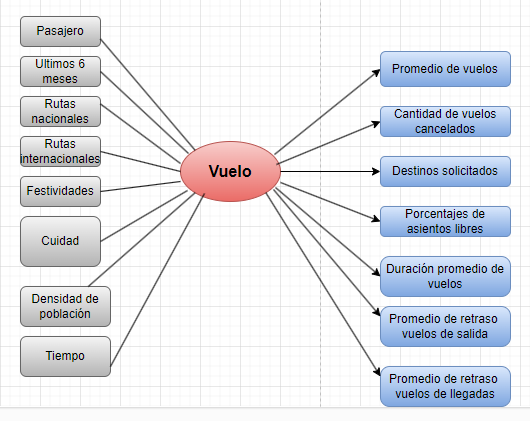 Pasajero
Ultimos 6
meses
Rutas
nacionales
Rutas
internacionales
Festividades
Cuidad
Densidad de
población
Tiempo
Vuelo
Promedio de vuelos
Cantidad de vuelos
cancelados
Destinos solicitados
Porcentajes de
asientos libres
Duración promedio de
vuelos
Promedio de retraso
vuelos de salida
Promedio de retraso
vuelos de llegadas